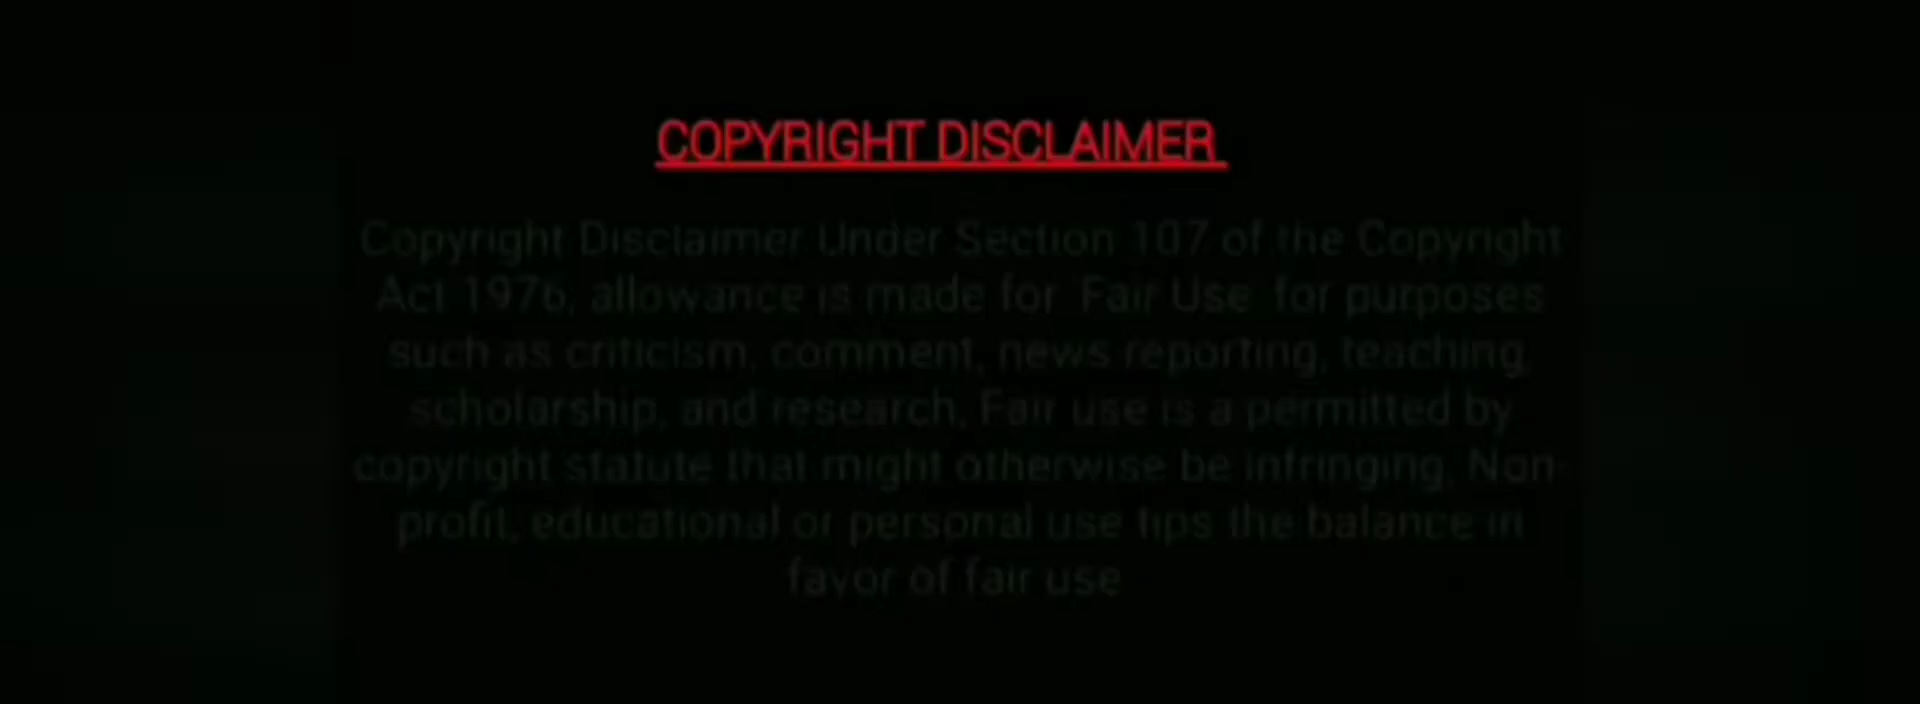 COPYRIGHT DISCLAIMER
Copyright Disclaimer Under Section 107 of the Copyright
Act 1976, allowance is made for 'Fair Use' for purposes
such as criticism, comment, news reporting, teaching,
scholarship, and research, Fair use is a permitted by
copyright statute that might otherwise be infringing, Non-
profit, educational or personal use tips the balance in
favor of fair use